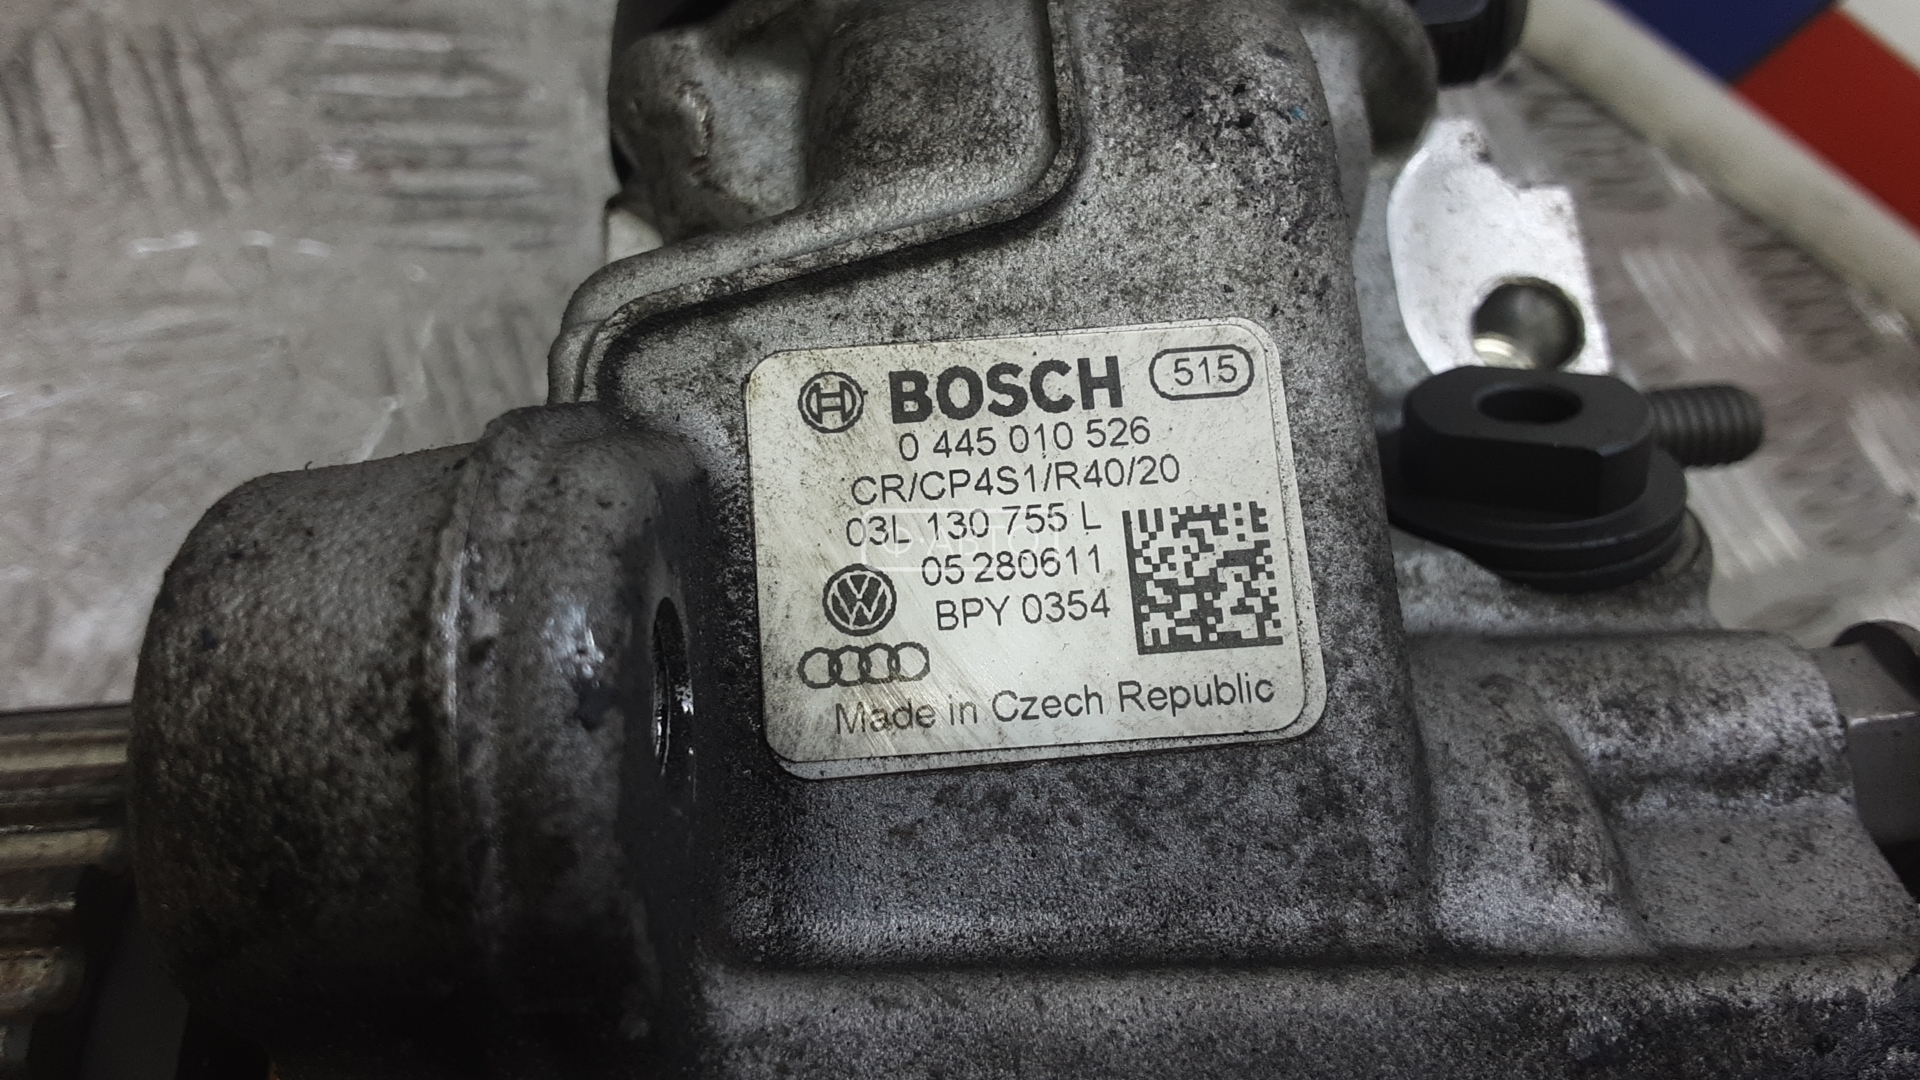 BOSCH 515
0 445 010 526
CR/CP4S1/R40/20
03L 130 755 L
05 280611
BPY 0354
Made in Czech Republic